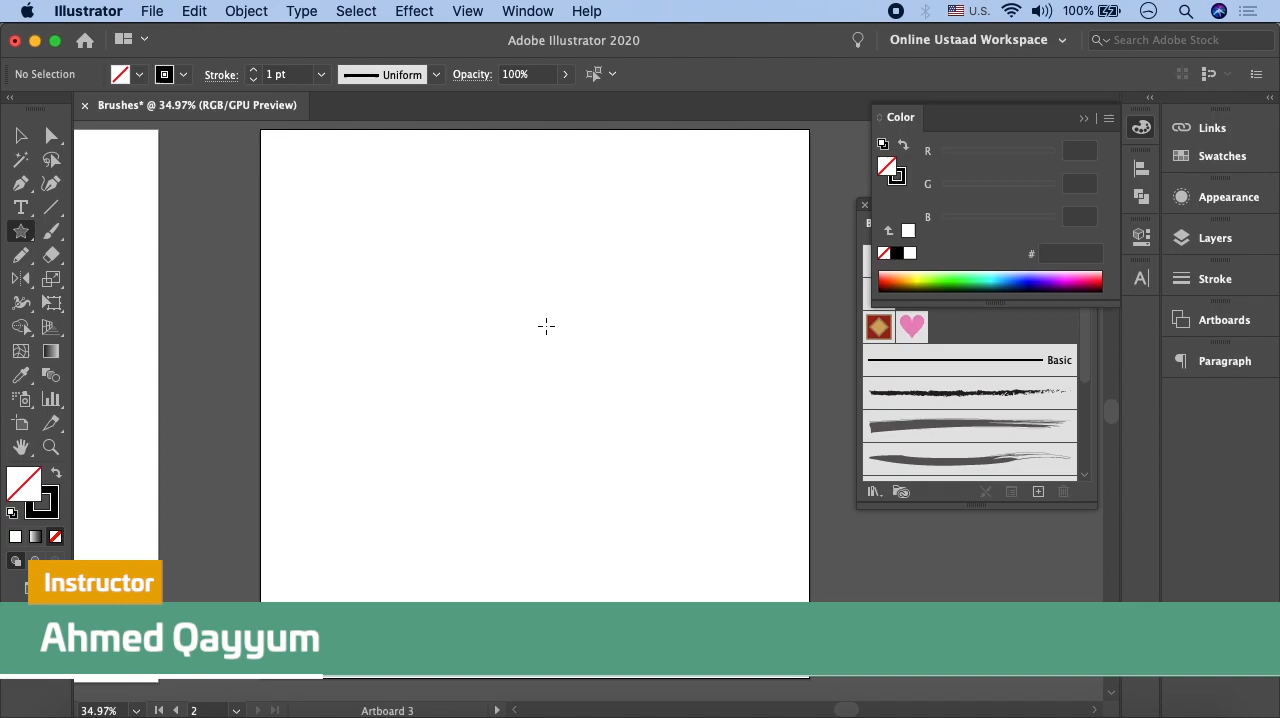 Illustrator File Edit Object Type Select Effect View Window Help U.S. 100%
Adobe Illustrator 2020 Online Ustaad Workspace Search Adobe Stock
No Selection Stroke: 1 pt Uniform Opacity: 100%
Brushes* @ 34.97% (RGB/GPU Preview)
Color
R
G
B
#
B
Basic
Links
Swatches
Appearance
Layers
Stroke
Artboards
Paragraph
Instructor
Ahmed Qayyum
34.97% 2 Artboard 3